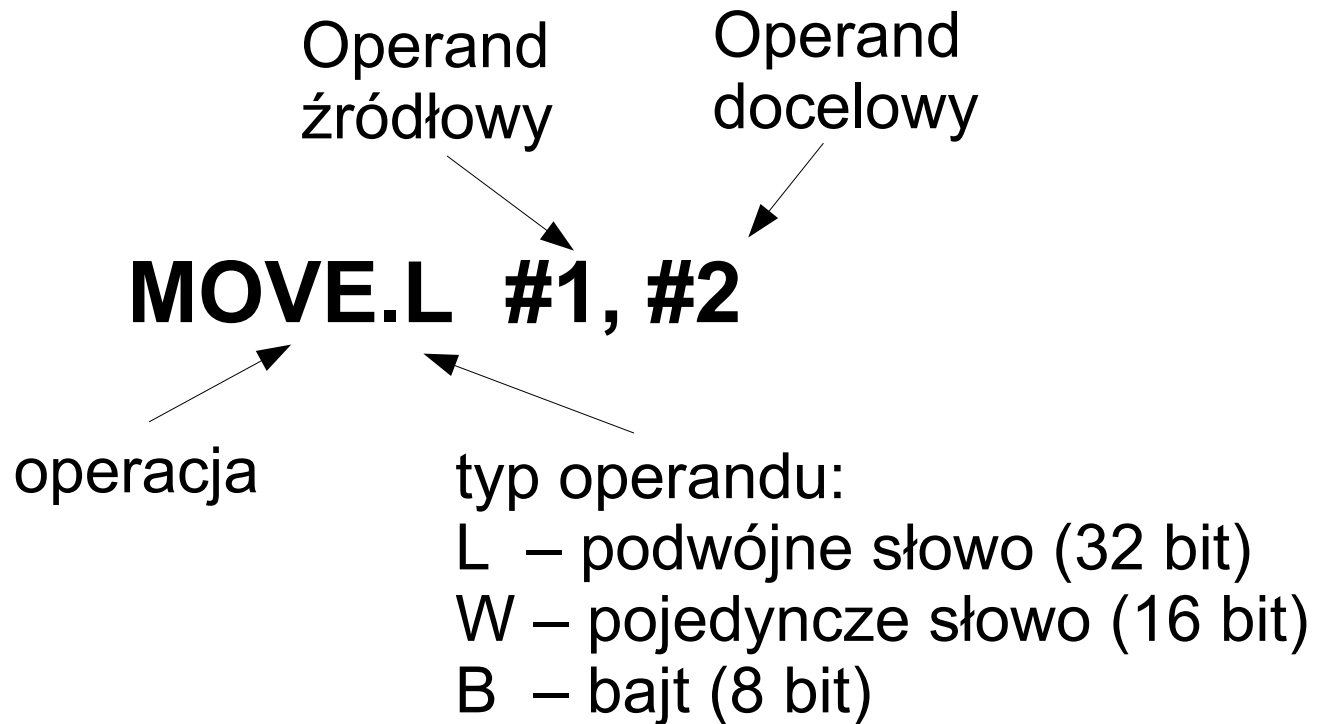 Operand
źródłowy
Operand
docelowy
MOVE.L #1, #2
operacja
typ operandu:
L – podwójne słowo (32 bit)
W – pojedyncze słowo (16 bit)
B – bajt (8 bit)